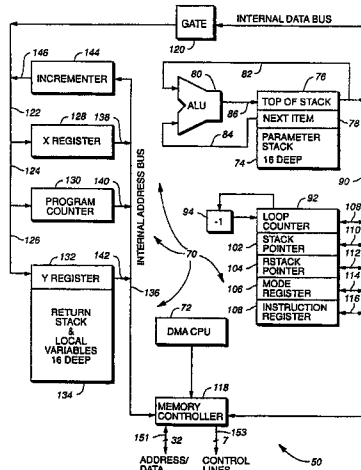 INTERNAL DATA BUS
GATE
120
146
144
INCREMENTER
122
128
138
X REGISTER
124
130
140
PROGRAM
COUNTER
126
132
142
Y REGISTER
136
RETURN
STACK
&
LOCAL
VARIABLES
16 DEEP
134
INTERNAL ADDRESS BUS
70
80
82
76
ALU
86
84
TOP OF STACK
NEXT ITEM
78
PARAMETER
STACK
16 DEEP
74
90
92
94
-1
LOOP
COUNTER
108
102
STACK
POINTER
110
104
RSTACK
POINTER
112
106
MODE
REGISTER
114
108
INSTRUCTION
REGISTER
116
72
DMA CPU
118
MEMORY
CONTROLLER
151
32
153
7
50
ADDRESS/
DATA
CONTROL
LINES